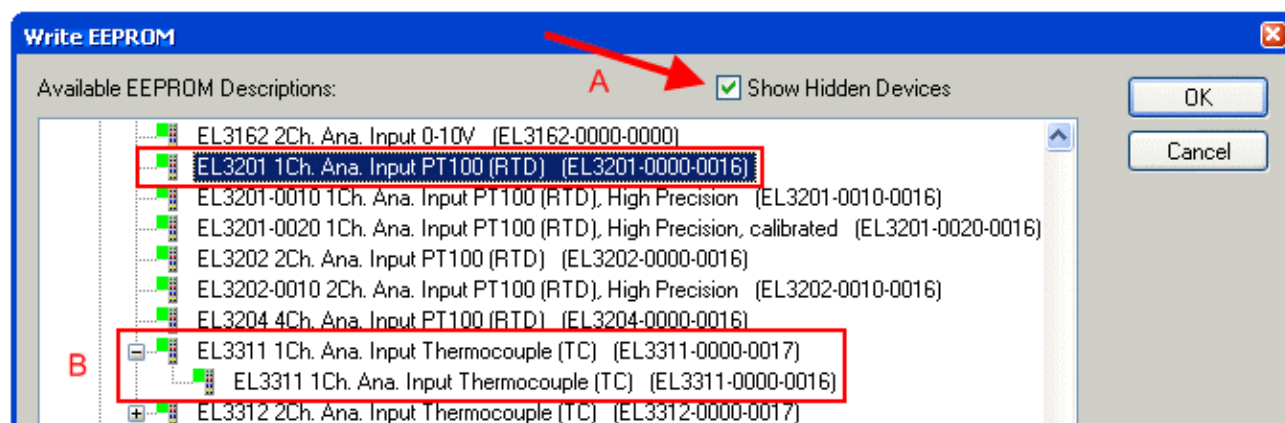 Write EEPROM
Available EEPROM Descriptions:
A
Show Hidden Devices
OK
Cancel
EL3162 2Ch. Ana. Input 0-10V (EL3162-0000-0000)
EL3201 1Ch. Ana. Input PT100 (RTD) (EL3201-0000-0016)
EL3201-0010 1Ch. Ana. Input PT100 (RTD), High Precision (EL3201-0010-0016)
EL3201-0020 1Ch. Ana. Input PT100 (RTD), High Precision, calibrated (EL3201-0020-0016)
EL3202 2Ch. Ana. Input PT100 (RTD) (EL3202-0000-0016)
EL3202-0010 2Ch. Ana. Input PT100 (RTD), High Precision (EL3202-0010-0016)
EL3204 4Ch. Ana. Input PT100 (RTD) (EL3204-0000-0016)
B
EL3311 1Ch. Ana. Input Thermocouple (TC) (EL3311-0000-0017)
EL3311 1Ch. Ana. Input Thermocouple (TC) (EL3311-0000-0016)
EL3312 2Ch. Ana. Input Thermocouple (TC) (EL3312-0000-0017)